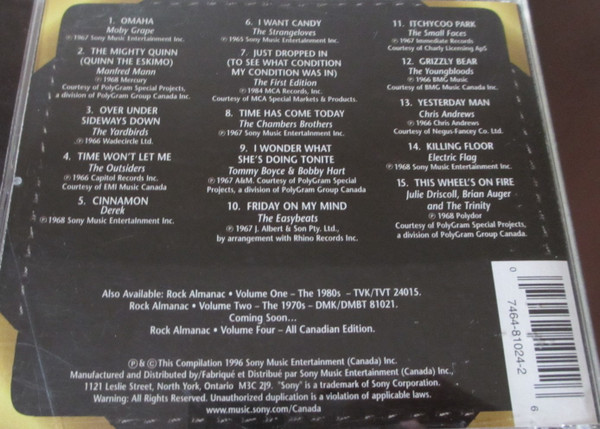 1. OMAHA
Moby Grape
℗1967 Sony Music Entertainment Inc.
2. THE MIGHTY QUINN
(QUINN THE ESKIMO)
Manfred Mann
℗ 1968 Mercury
Courtesy of PolyGram Special Projects,
a division of PolyGram Group Canada Inc.
3. OVER UNDER
SIDEWAYS DOWN
The Yardbirds
℗ 1966 Wadecircle Ltd.
4. TIME WON'T LET ME
The Outsiders
℗1966 Capitol Records Inc.
Courtesy of EMI Music Canada
5. CINNAMON
Derek
℗1968 Sony Music Entertainment Inc.
6. I WANT CANDY
The Strangeloves
℗1965 Sony Music Entertainment Inc.
7. JUST DROPPED IN
(TO SEE WHAT CONDITION
MY CONDITION WAS IN)
The First Edition
℗ 1984 MCA Records, Inc.
Courtesy of MCA Special Markets & Products.
8. TIME HAS COME TODAY
The Chambers Brothers
℗ 1967 Sony Music Entertainment Inc.
9. I WONDER WHAT
SHE'S DOING TONITE
Tommy Boyce & Bobby Hart
℗1967 A&M. Courtesy of PolyGram Special
Projects, a division of PolyGram Group Canada Inc.
10. FRIDAY ON MY MIND
The Easybeats
℗ 1967 J. Albert & Son Pty. Ltd.,
by arrangement with Rhino Records Inc.
11. ITCHYCOO PARK
The Small Faces
℗ 1967 Immediate Records
Courtesy of Charly Licensing ApS
12. GRIZZLY BEAR
The Youngbloods
℗ 1966 BMG Music
Courtesy of BMG Music Canada Inc.
13. YESTERDAY MAN
Chris Andrews
℗ 1966 Chris Andrews
Courtesy of Negus-Fancey Co. Ltd.
14. KILLING FLOOR
Electric Flag
℗ 1968 Sony Music Entertainment Inc.
15. THIS WHEEL'S ON FIRE
Julie Driscoll, Brian Auger
and The Trinity
℗ 1968 Polydor
Courtesy of PolyGram Special Projects,
a division of PolyGram Group Canada.
Also Available: Rock Almanac • Volume One – The 1980s – TVK/TVT 24015.
Rock Almanac • Volume Two – The 1970s – DMK/DMBT 81021.
Coming Soon...
Rock Almanac • Volume Four – All Canadian Edition.
℗ & © This Compilation 1996 Sony Music Entertainment (Canada) Inc.
Manufactured and Distributed by/Fabriqué et Distribué par Sony Music Entertainment (Canada) Inc.,
1121 Leslie Street, North York, Ontario M3C 2J9. "Sony" is a trademark of Sony Corporation.
Warning: All Rights Reserved. Unauthorized duplication is a violation of applicable laws.
www.music.sony.com/Canada
0 7464-81024-2 6